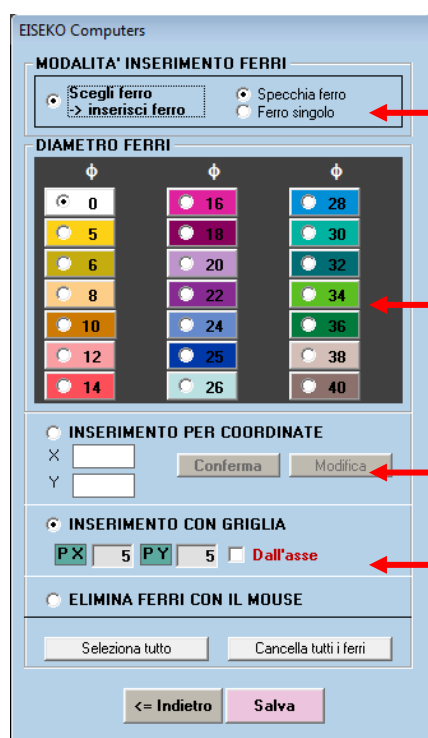 EISEKO Computers
MODALITA' INSERIMENTO FERRI
Scegli ferro
-> inserisci ferro
Specchia ferro
Ferro singolo
DIAMETRO FERRI
ϕ ϕ ϕ
0 16 28
5 18 30
6 20 32
8 22 34
10 24 36
12 25 38
14 26 40
INSERIMENTO PER COORDINATE
X
Conferma Modifica
Y
INSERIMENTO CON GRIGLIA
PX 5 PY 5 Dall'asse
ELIMINA FERRI CON IL MOUSE
Seleziona tutto Cancella tutti i ferri
<= Indietro Salva